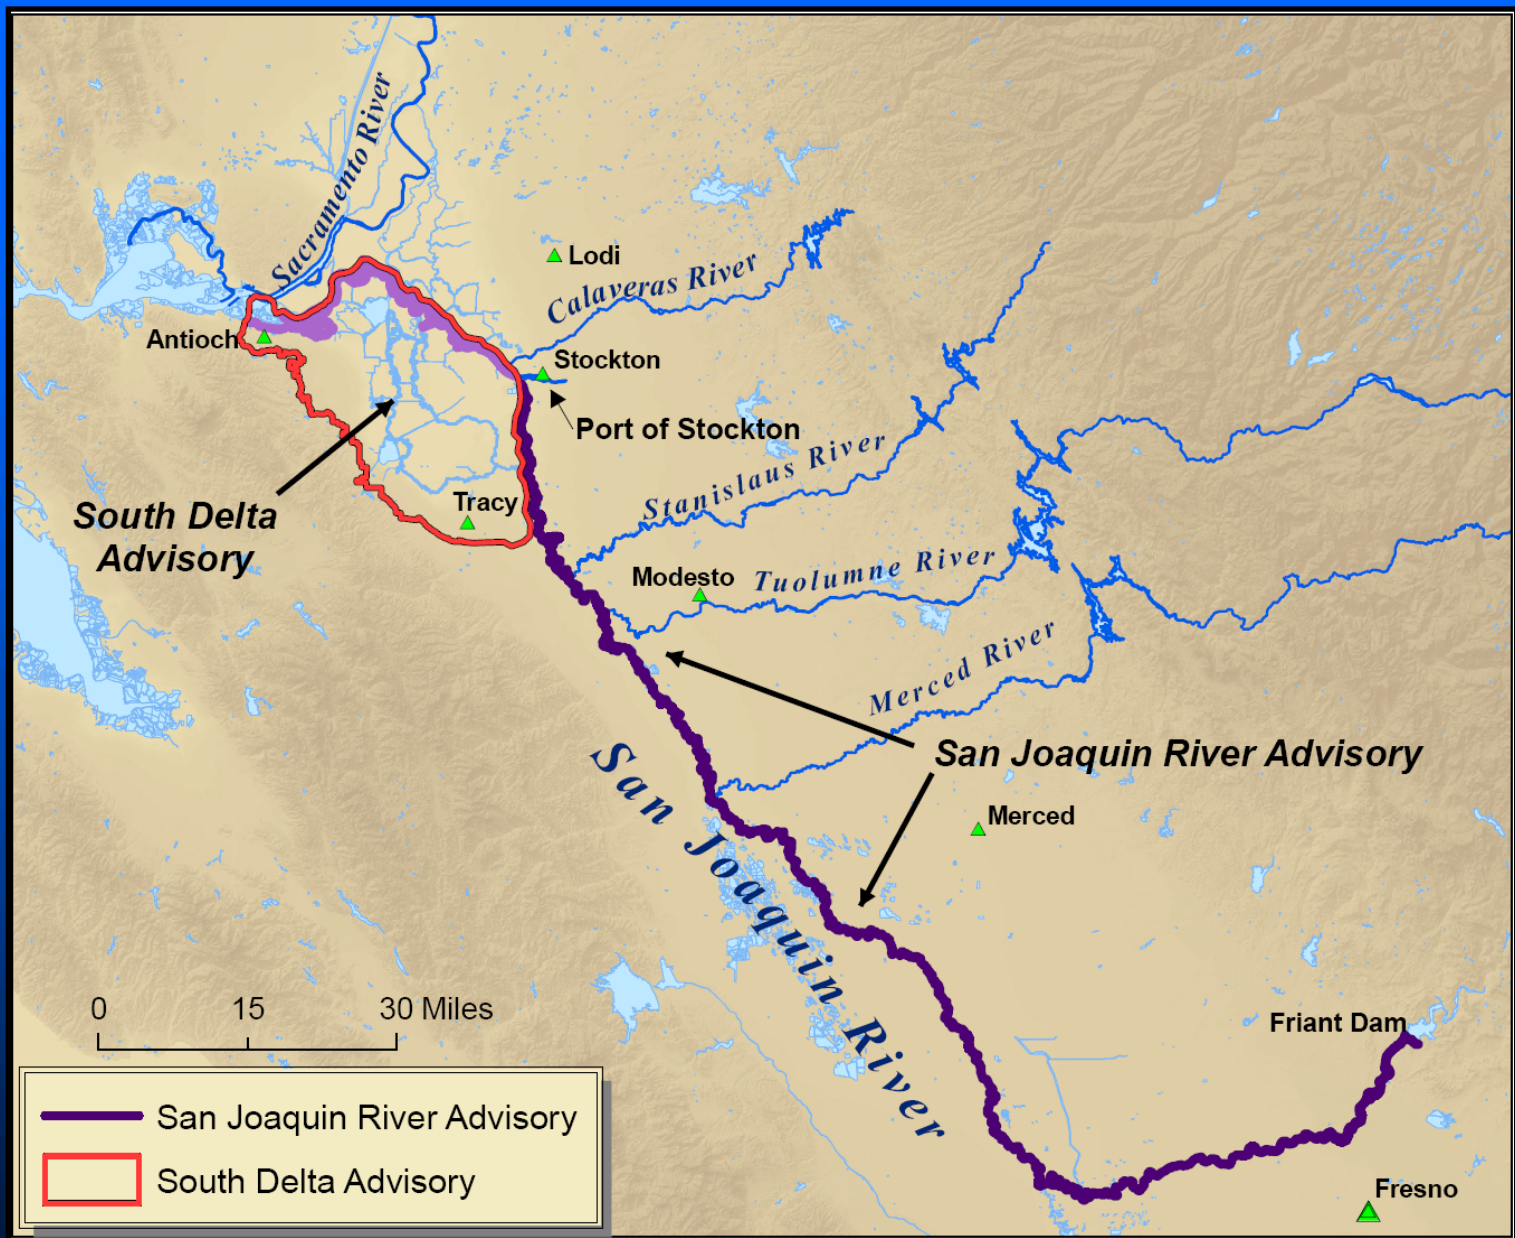 Sacramento River
Lodi
Calaveras River
Antioch
Stockton
Port of Stockton
Stanislaus River
South Delta
Advisory
Tracy
Modesto
Tuolumne River
Merced River
San Joaquin River Advisory
San Joaquin River
Merced
0 15 30 Miles
Friant Dam
Fresno
San Joaquin River Advisory
South Delta Advisory